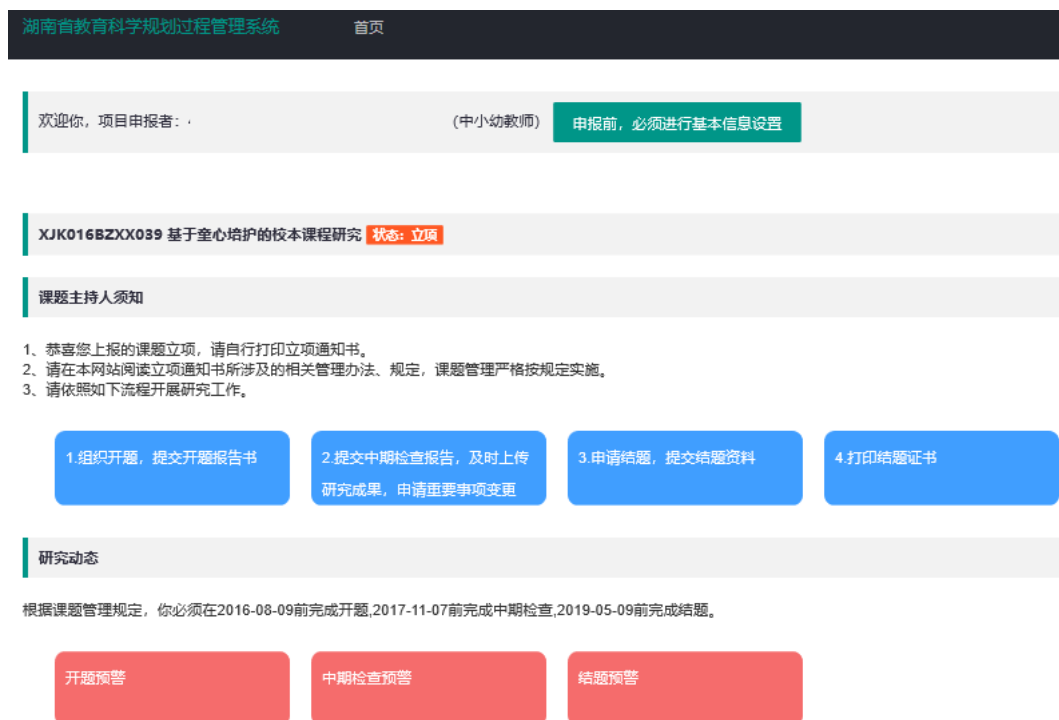 湖南省教育科学规划过程管理系统 首页
欢迎你，项目申报者： (中小幼教师) 申报前，必须进行基本信息设置
XJK016BZXX039 基于童心培护的校本课程研究 状态：立项
课题主持人须知
1、恭喜您上报的课题立项，请自行打印立项通知书。
2、请在本网站阅读立项通知书所涉及的相关管理办法、规定，课题管理严格按规定实施。
3、请依照如下流程开展研究工作。
1.组织开题，提交开题报告书
2.提交中期检查报告，及时上传
研究成果，申请重要事项变更
3.申请结题，提交结题资料
4.打印结题证书
研究动态
根据课题管理规定，你必须在2016-08-09前完成开题,2017-11-07前完成中期检查,2019-05-09前完成结题。
开题预警
中期检查预警
结题预警